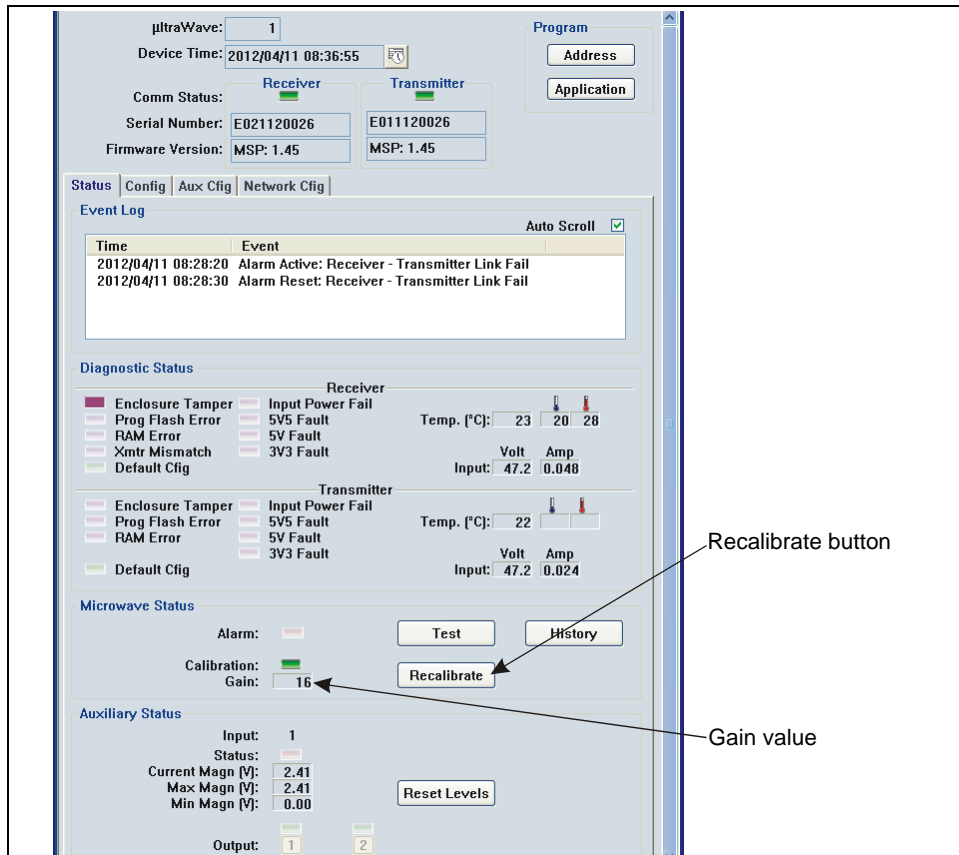 µltraWave: 1
Program
Device Time: 2012/04/11 08:36:55
Address
Receiver Transmitter
Application
Comm Status:
Serial Number: E021120026 E011120026
Firmware Version: MSP: 1.45 MSP: 1.45
Status Config Aux Cfig Network Cfig
Event Log
Auto Scroll
Time Event
2012/04/11 08:28:20 Alarm Active: Receiver - Transmitter Link Fail
2012/04/11 08:28:30 Alarm Reset: Receiver - Transmitter Link Fail
Diagnostic Status
Receiver
Enclosure Tamper Input Power Fail
Prog Flash Error 5V5 Fault Temp. (°C): 23 20 28
RAM Error 5V Fault
Xmtr Mismatch 3V3 Fault Volt Amp
Default Cfig Input: 47.2 0.048
Transmitter
Enclosure Tamper Input Power Fail
Prog Flash Error 5V5 Fault Temp. (°C): 22
RAM Error 5V Fault
3V3 Fault Volt Amp
Default Cfig Input: 47.2 0.024
Recalibrate button
Microwave Status
Alarm: Test History
Calibration:
Gain: 16 Recalibrate
Auxiliary Status
Gain value
Input: 1
Status:
Current Magn (V): 2.41
Max Magn (V): 2.41 Reset Levels
Min Magn (V): 0.00
Output: 1 2